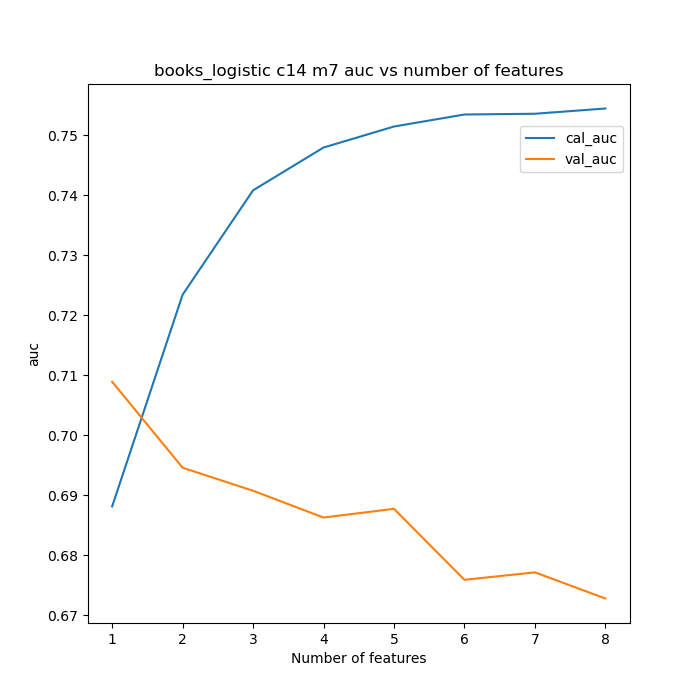 books_logistic c14 m7 auc vs number of features
cal_auc
val_auc
auc
0.75
0.74
0.73
0.72
0.71
0.70
0.69
0.68
0.67
1 2 3 4 5 6 7 8
Number of features